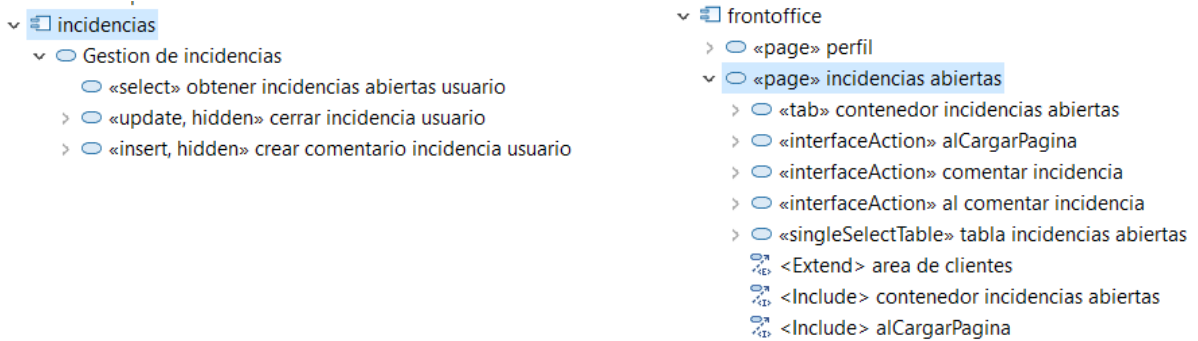 incidencias
Gestion de incidencias
«select» obtener incidencias abiertas usuario
«update, hidden» cerrar incidencia usuario
«insert, hidden» crear comentario incidencia usuario
frontoffice
«page» perfil
«page» incidencias abiertas
«tab» contenedor incidencias abiertas
«interfaceAction» alCargarPagina
«interfaceAction» comentar incidencia
«interfaceAction» al comentar incidencia
«singleSelectTable» tabla incidencias abiertas
<Extend> area de clientes
<Include> contenedor incidencias abiertas
<Include> alCargarPagina